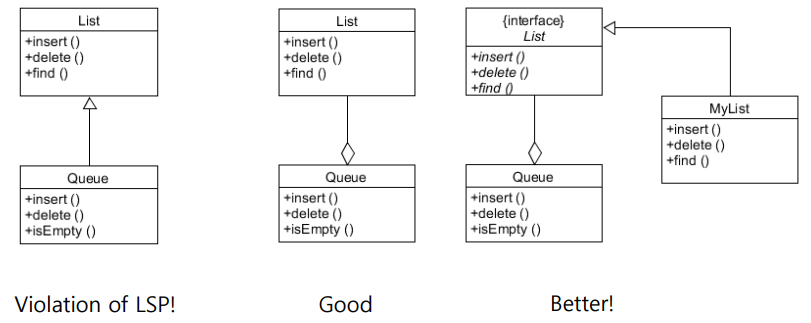 List
+insert ()
+delete ()
+find ()
Queue
+insert ()
+delete ()
+isEmpty ()
Violation of LSP!
List
+insert ()
+delete ()
+find ()
Queue
+insert ()
+delete ()
+isEmpty ()
Good
{interface}
List
+insert ()
+delete ()
+find ()
MyList
+insert ()
+delete ()
+find ()
Queue
+insert ()
+delete ()
+isEmpty ()
Better!